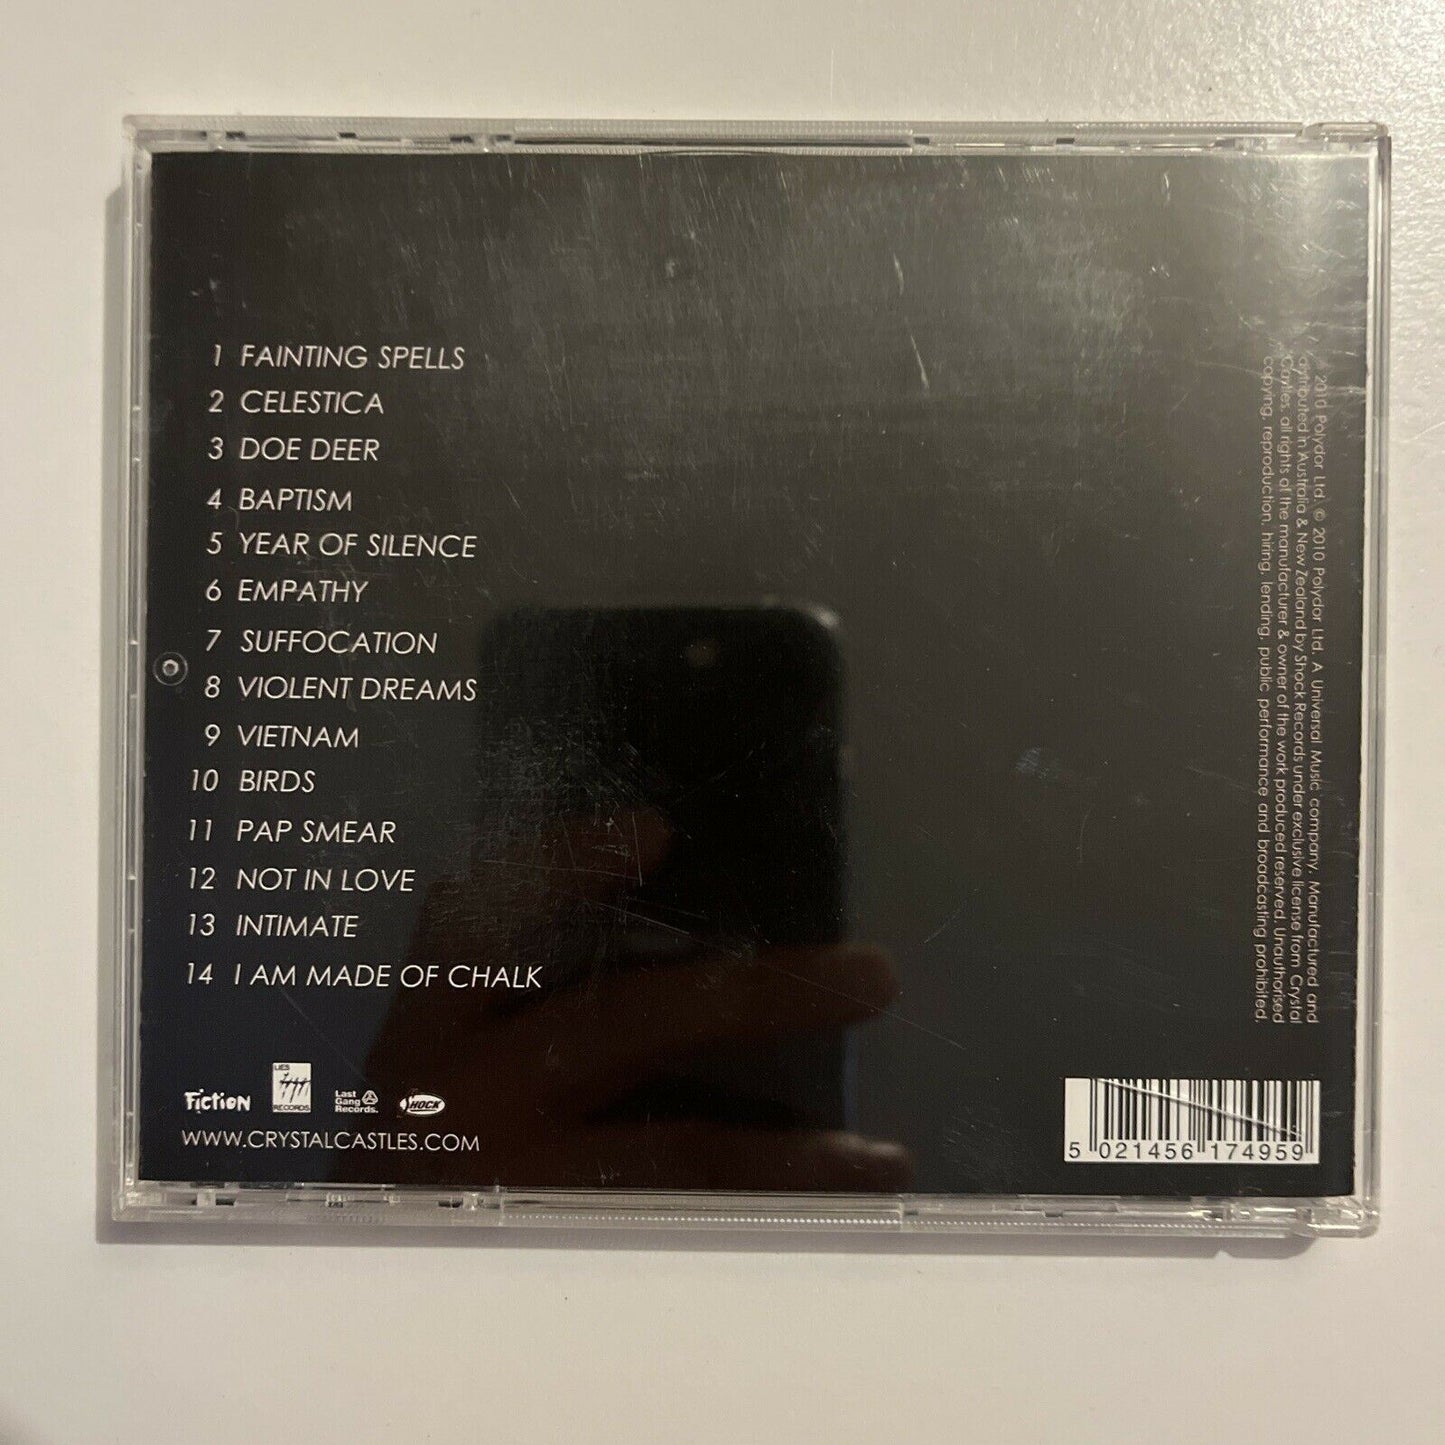 1 FAINTING SPELLS
2 CELESTICA
3 DOE DEER
4 BAPTISM
5 YEAR OF SILENCE
6 EMPATHY
7 SUFFOCATION
8 VIOLENT DREAMS
9 VIETNAM
10 BIRDS
11 PAP SMEAR
12 NOT IN LOVE
13 INTIMATE
14 I AM MADE OF CHALK
Fiction
LIES
RECORDS
Last
Gang
Records.
SHOCK
WWW.CRYSTALCASTLES.COM
2010 Polydor Ltd. © 2010 Polydor Ltd. A Universal Music company. Manufactured and
distributed in Australia & New Zealand by Shock Records under exclusive license from Crystal
Castles, all rights of the manufacturer & owner of the work produced reserved. Unauthorised
copying, reproduction, hiring, lending, public performance and broadcasting prohibited.
5 021456 174959